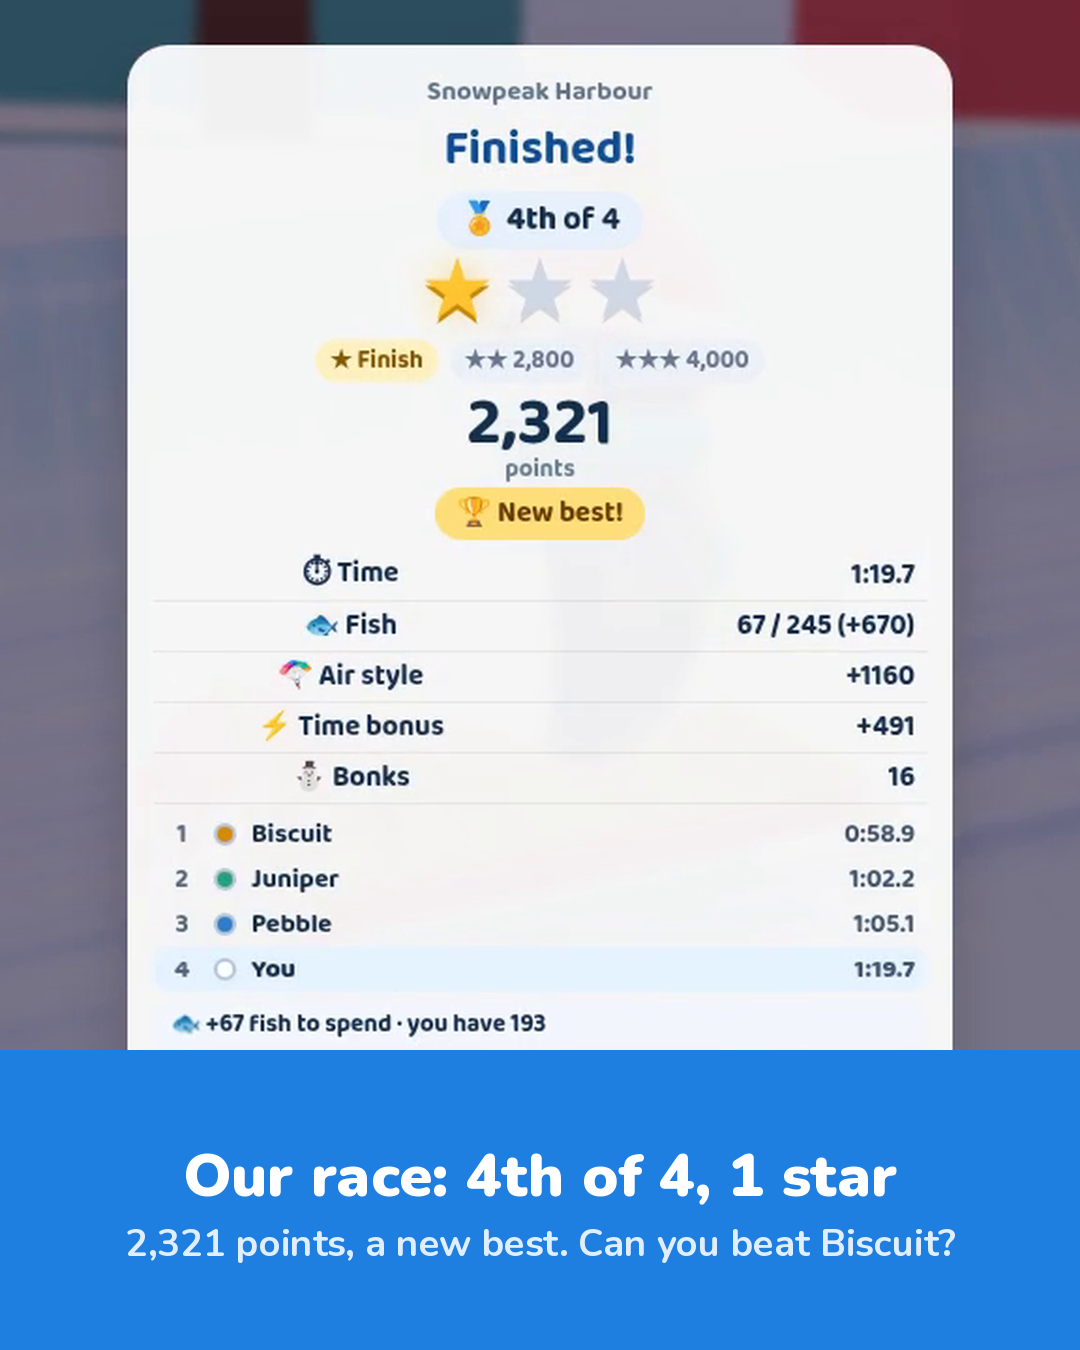 Snowpeak Harbour
Finished!
🏅 4th of 4
★ Finish ★★ 2,800 ★★★ 4,000
2,321
points
🏆 New best!
⏱ Time 1:19.7
🐟 Fish 67 / 245 (+670)
🪂 Air style +1160
⚡ Time bonus +491
⛄ Bonks 16
1 Biscuit 0:58.9
2 Juniper 1:02.2
3 Pebble 1:05.1
4 You 1:19.7
🐟 +67 fish to spend · you have 193
Our race: 4th of 4, 1 star
2,321 points, a new best. Can you beat Biscuit?